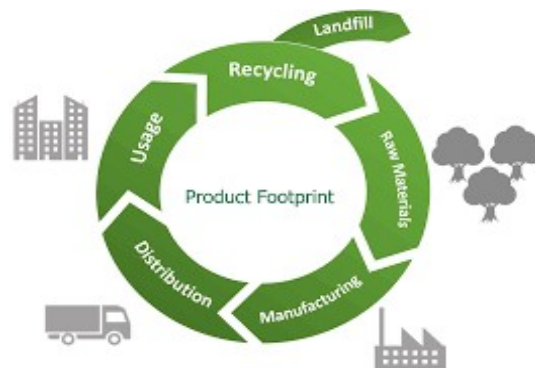 Landfill
Recycling
Raw Materials
Manufacturing
Distribution
Usage
Product Footprint